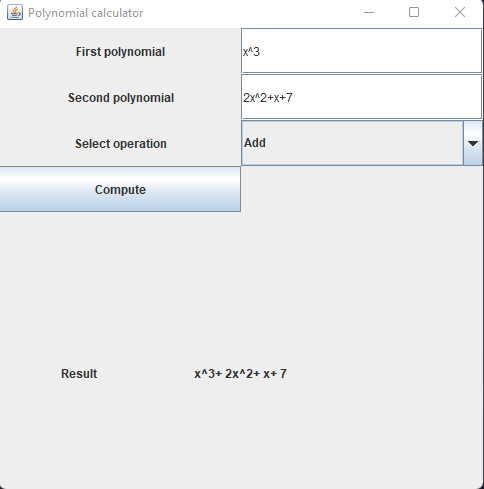 Polynomial calculator
First polynomial x^3
Second polynomial 2x^2+x+7
Select operation Add
Compute
Result x^3+ 2x^2+ x+ 7